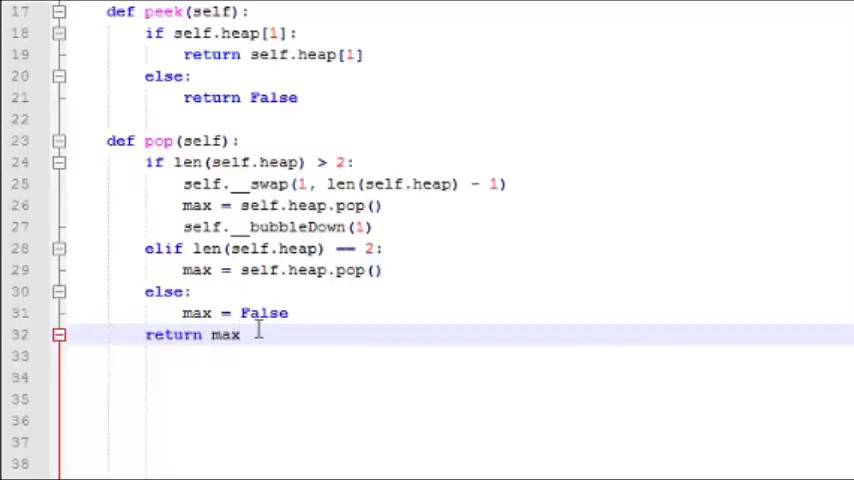 17 def peek(self):
18 if self.heap[1]:
19 return self.heap[1]
20 else:
21 return False
22
23 def pop(self):
24 if len(self.heap) > 2:
25 self.__swap(1, len(self.heap) - 1)
26 max = self.heap.pop()
27 self.__bubbleDown(1)
28 elif len(self.heap) == 2:
29 max = self.heap.pop()
30 else:
31 max = False
32 return max
33
34
35
36
37
38